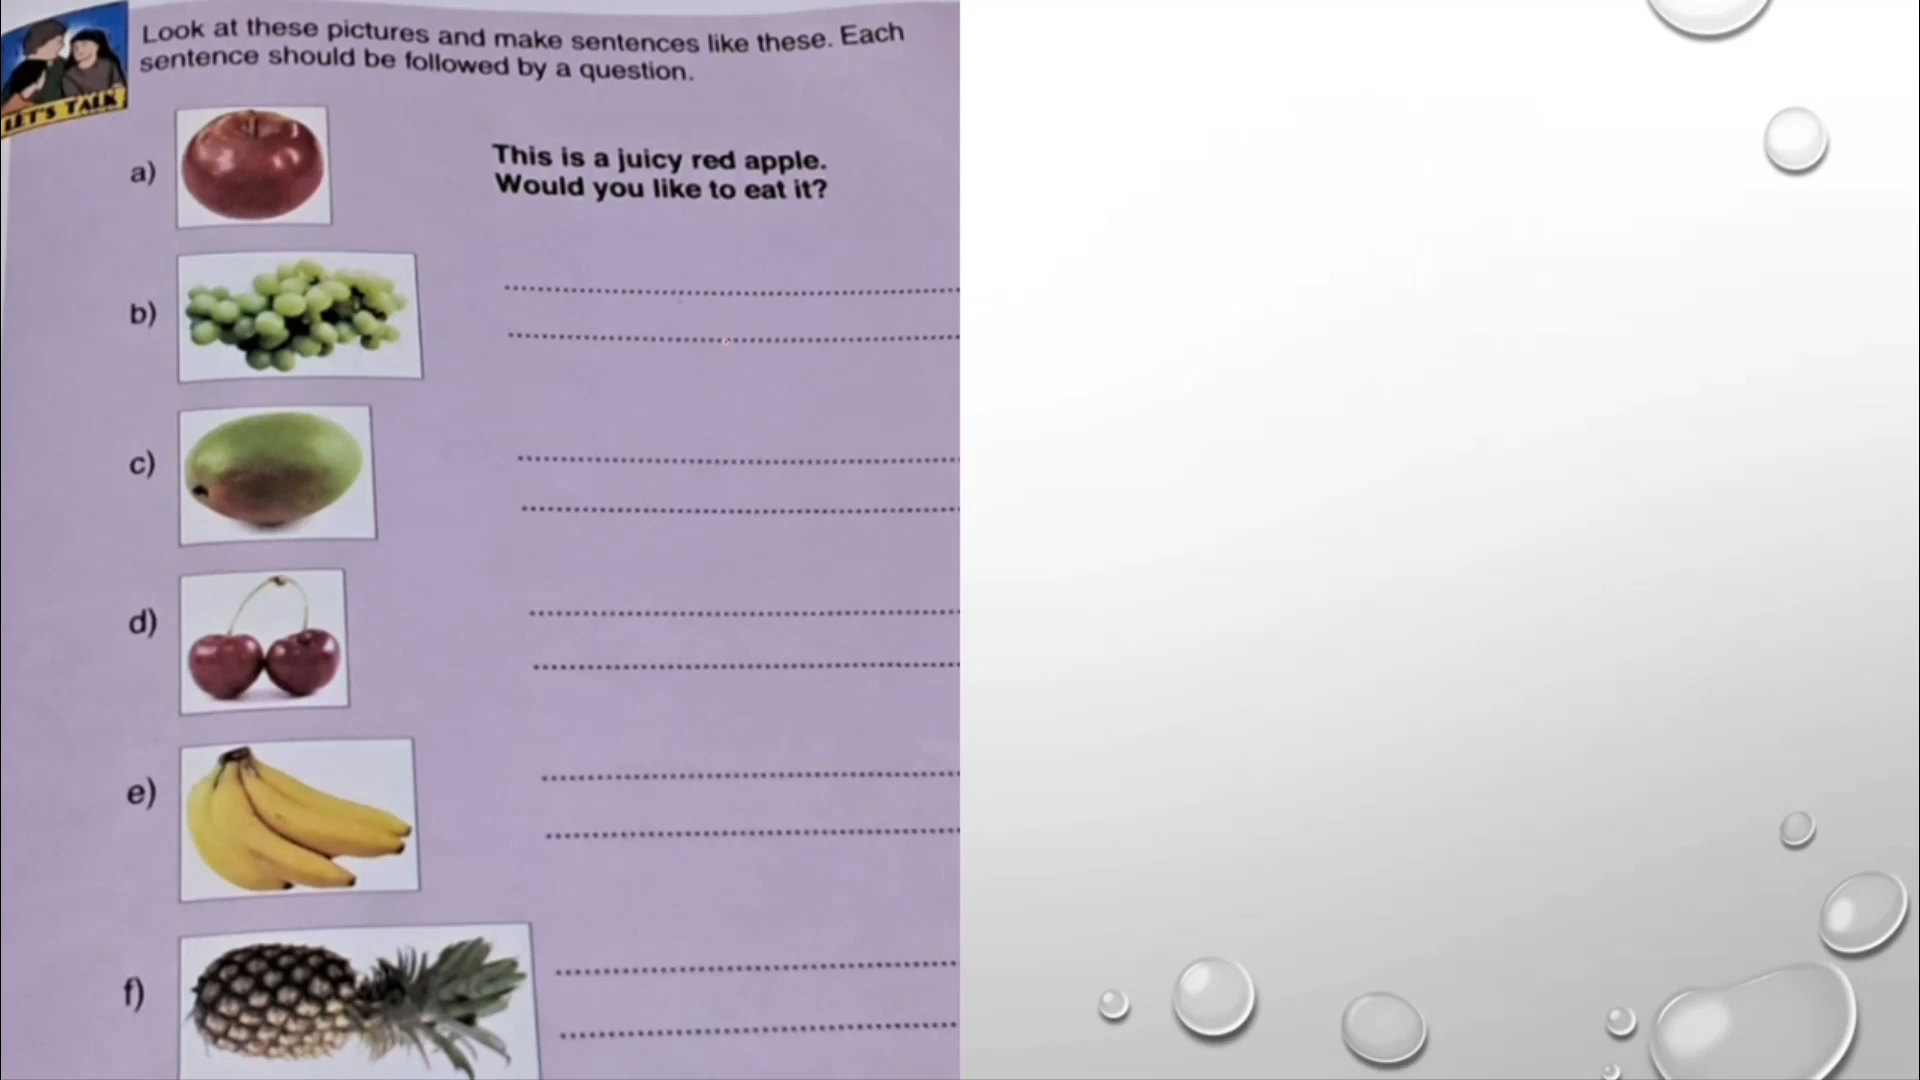 Look at these pictures and make sentences like these. Each
sentence should be followed by a question.
LET'S TALK
a)
This is a juicy red apple.
Would you like to eat it?
b)
c)
d)
e)
f)